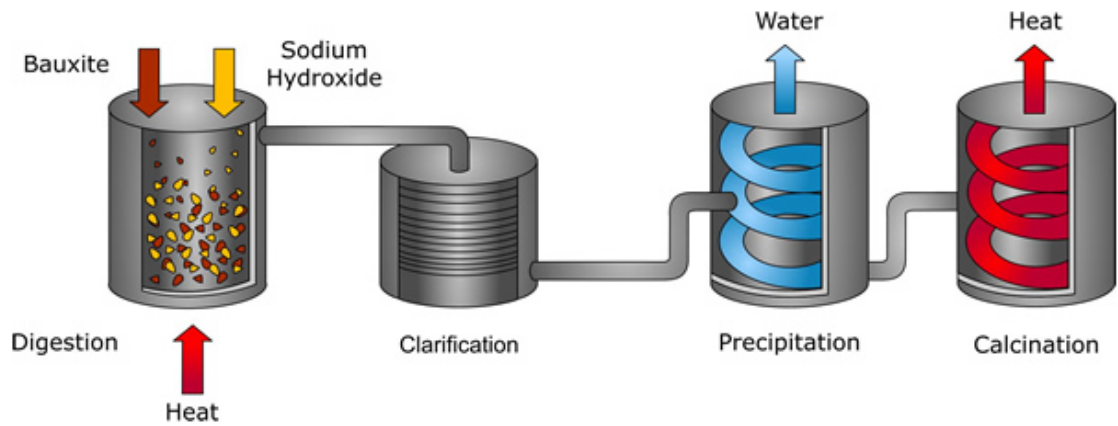 Bauxite
Sodium
Hydroxide
Water
Heat
Digestion
Clarification
Precipitation
Calcination
Heat